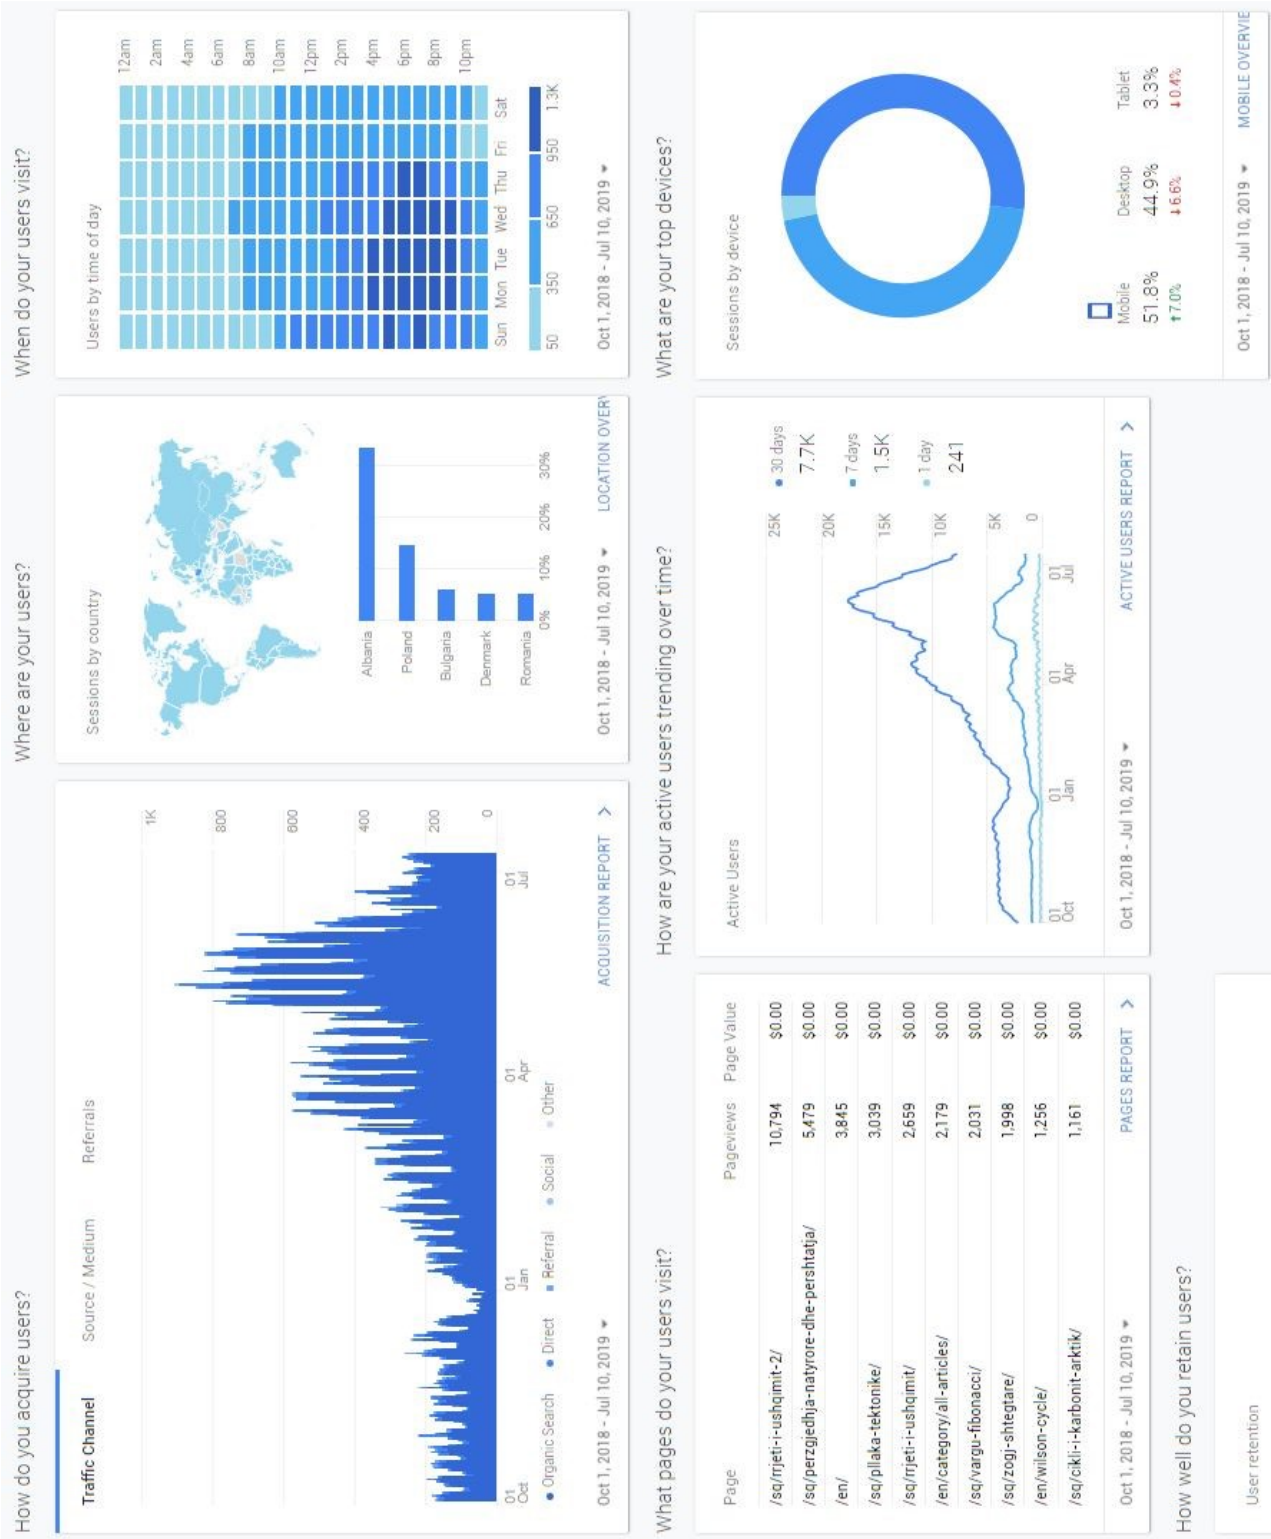 How do you acquire users?
Traffic Channel
Source / Medium
Referrals
1K
800
600
400
200
0
01
Oct
01
Jan
01
Apr
01
Jul
Organic Search
Direct
Referral
Social
Other
Oct 1, 2018 - Jul 10, 2019
ACQUISITION REPORT
Where are your users?
Sessions by country
Albania
Poland
Bulgaria
Denmark
Romania
0%
10%
20%
30%
Oct 1, 2018 - Jul 10, 2019
LOCATION OVER
When do your users visit?
Users by time of day
12am
2am
4am
6am
8am
10am
12pm
2pm
4pm
6pm
8pm
10pm
Sun Mon Tue Wed Thu Fri Sat
50 350 650 950 1.3K
Oct 1, 2018 - Jul 10, 2019
What pages do your users visit?
Page Pageviews Page Value
/sq/rrjeti-i-ushqimit-2/ 10,794 $0.00
/sq/perzgjedhja-natyrore-dhe-pershtatja/ 5,479 $0.00
/en/ 3,845 $0.00
/sq/pllaka-tektonike/ 3,039 $0.00
/sq/rrjeti-i-ushqimit/ 2,659 $0.00
/en/category/all-articles/ 2,179 $0.00
/sq/vargu-fibonacci/ 2,031 $0.00
/sq/zogj-shtegtare/ 1,998 $0.00
/en/wilson-cycle/ 1,256 $0.00
/sq/cikli-i-karbonit-arktik/ 1,161 $0.00
Oct 1, 2018 - Jul 10, 2019
PAGES REPORT
How are your active users trending over time?
Active Users
25K
20K
15K
10K
5K
0
01
Oct
01
Jan
01
Apr
01
Jul
30 days
7.7K
7 days
1.5K
1 day
241
Oct 1, 2018 - Jul 10, 2019
ACTIVE USERS REPORT
What are your top devices?
Sessions by device
Mobile Desktop Tablet
51.8% 44.9% 3.3%
↑7.0% ↓6.6% ↓0.4%
Oct 1, 2018 - Jul 10, 2019
MOBILE OVERVIE
How well do you retain users?
User retention